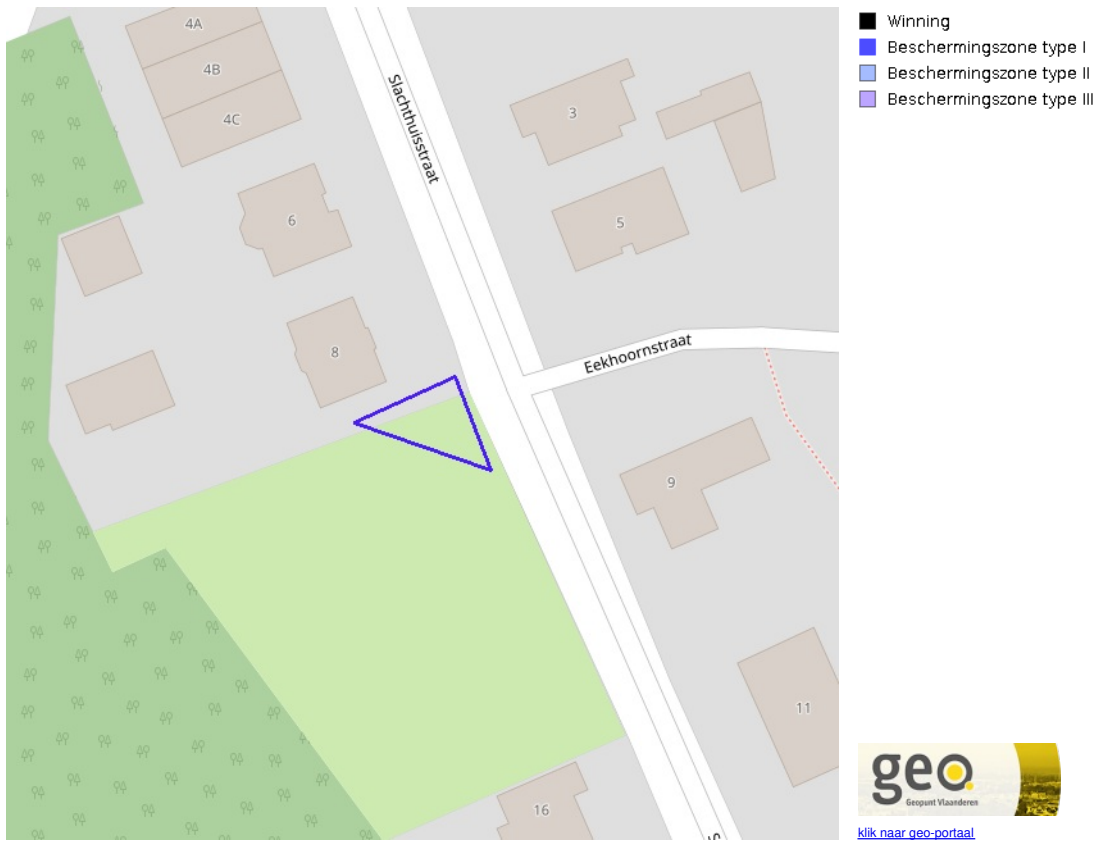 4A
4B
4C
Slachthuisstraat
3
5
6
8
Eekhoornstraat
9
11
16
S
Winning
Beschermingszone type I
Beschermingszone type II
Beschermingszone type III
geo
Geopunt Vlaanderen
klik naar geo-portaal